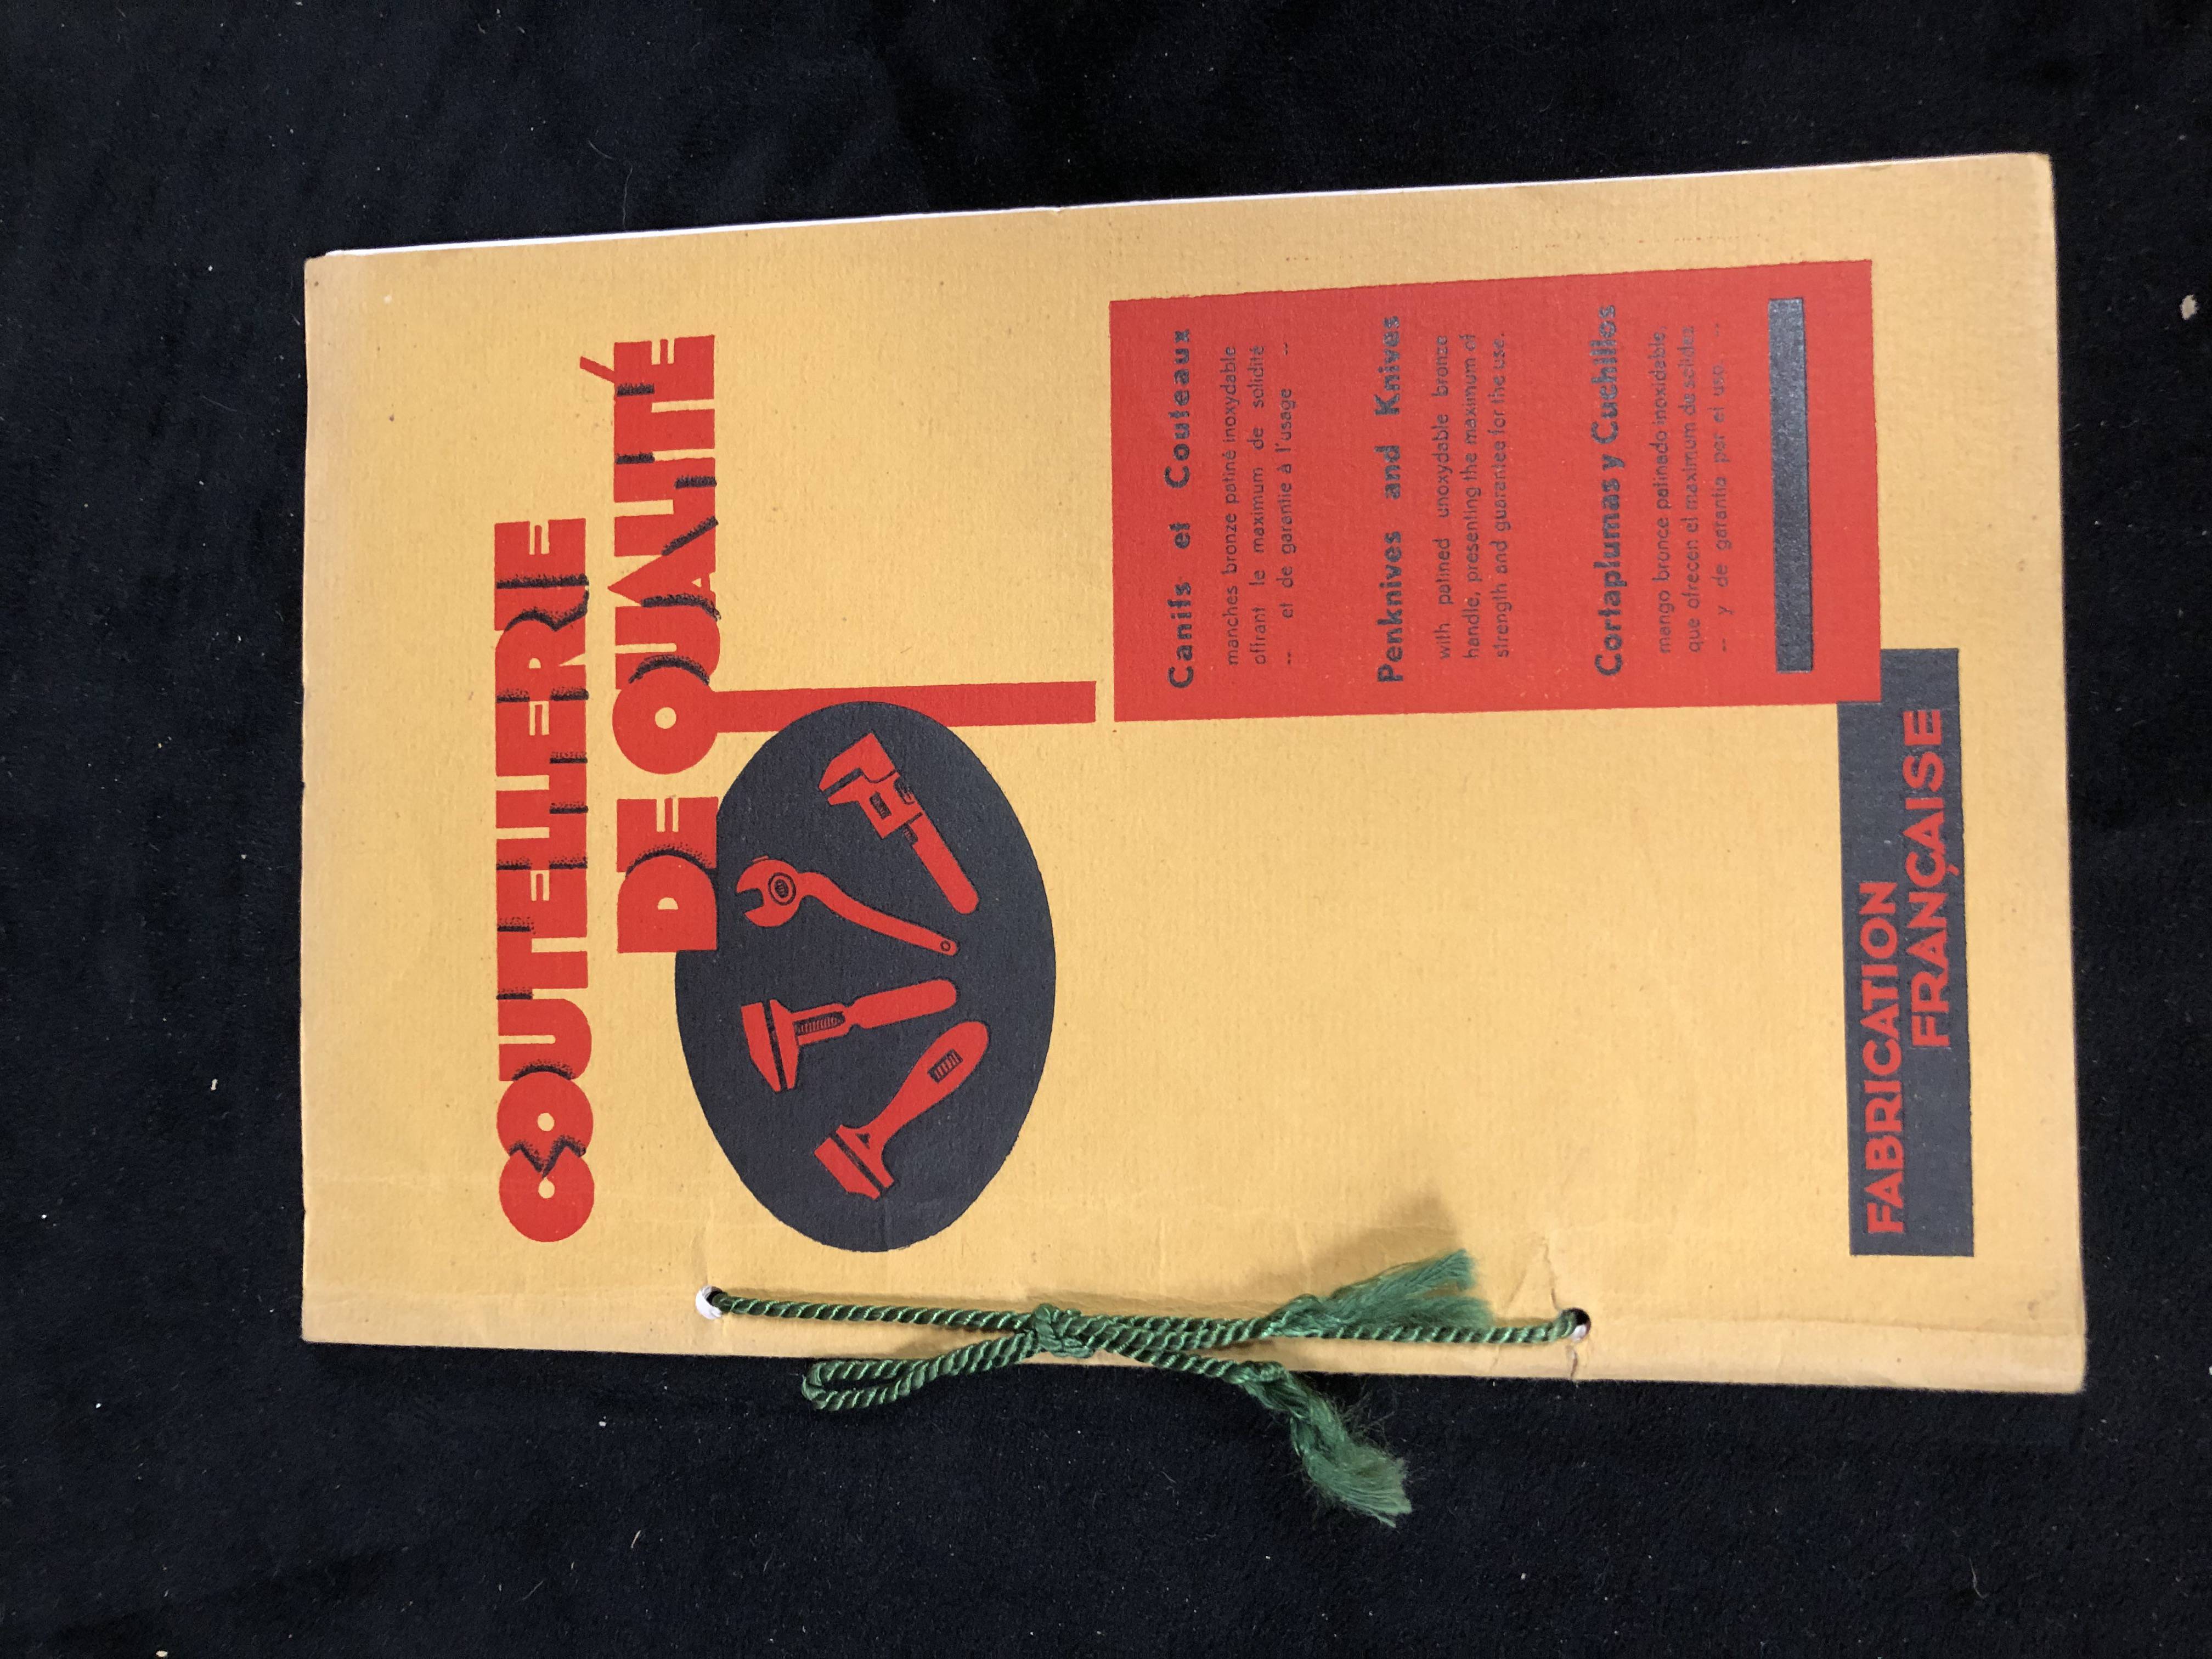 COUTELLERIE
DE QUALITÉ
Canifs et Couteaux
manches bronze patiné inoxydable
offrant le maximum de solidité
-- et de garantie à l'usage --
Penknives and Knives
with patined unoxydable bronze
handle, presenting the maximum of
strength and guarantee for the use.
Cortaplumas y Cuchillos
mango bronce patinado inoxidable,
que ofrecen el maximum de solidez
-- y de garantia por el uso. --
FABRICATION
FRANÇAISE